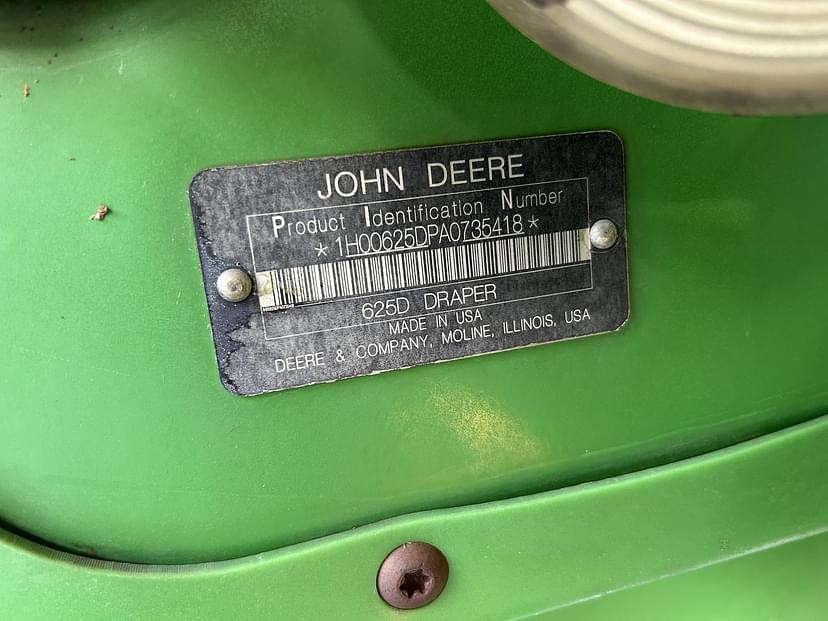 JOHN DEERE
Product Identification Number
*1H00625DPA0735418*
625D DRAPER
MADE IN USA
DEERE & COMPANY, MOLINE, ILLINOIS, USA